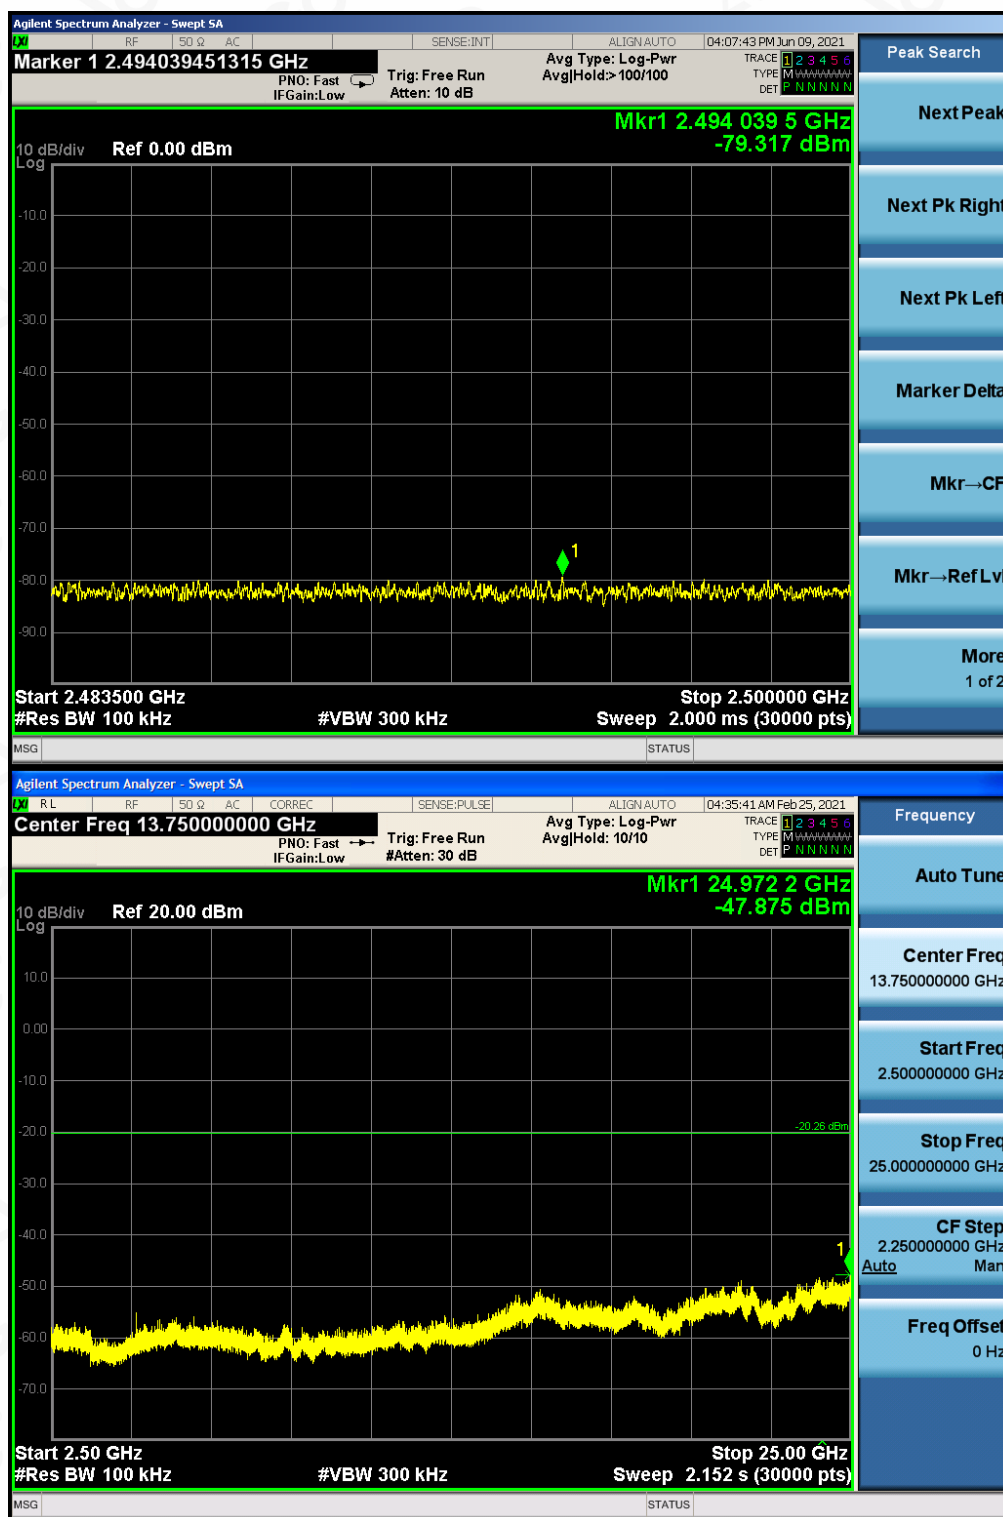 Agilent Spectrum Analyzer - Swept SA
LXI RF 50 Ω AC SENSE:INT ALIGN AUTO 04:07:43 PM Jun 09, 2021
Marker 1 2.494039451315 GHz
PNO: Fast
IFGain:Low
Trig: Free Run
Atten: 10 dB
Avg Type: Log-Pwr
Avg|Hold:>100/100
TRACE 1 2 3 4 5 6
TYPE M
DET P N N N N N
Mkr1 2.494 039 5 GHz
-79.317 dBm
10 dB/div Ref 0.00 dBm
Log
-10.0
-20.0
-30.0
-40.0
-50.0
-60.0
-70.0
-80.0
-90.0
1
Start 2.483500 GHz Stop 2.500000 GHz
#Res BW 100 kHz #VBW 300 kHz Sweep 2.000 ms (30000 pts)
MSG STATUS
Peak Search
Next Peak
Next Pk Right
Next Pk Left
Marker Delta
Mkr→CF
Mkr→Ref Lvl
More
1 of 2
Agilent Spectrum Analyzer - Swept SA
LXI RL RF 50 Ω AC CORREC SENSE:PULSE ALIGN AUTO 04:35:41 AM Feb 25, 2021
Center Freq 13.750000000 GHz
PNO: Fast
IFGain:Low
Trig: Free Run
#Atten: 30 dB
Avg Type: Log-Pwr
Avg|Hold: 10/10
TRACE 1 2 3 4 5 6
TYPE M
DET P N N N N N
Mkr1 24.972 2 GHz
-47.875 dBm
10 dB/div Ref 20.00 dBm
Log
10.0
0.00
-10.0
-20.0
-20.26 dBm
-30.0
-40.0
-50.0
-60.0
-70.0
1
Start 2.50 GHz Stop 25.00 GHz
#Res BW 100 kHz #VBW 300 kHz Sweep 2.152 s (30000 pts)
MSG STATUS
Frequency
Auto Tune
Center Freq
13.750000000 GHz
Start Freq
2.500000000 GHz
Stop Freq
25.000000000 GHz
CF Step
2.250000000 GHz
Auto Man
Freq Offset
0 Hz